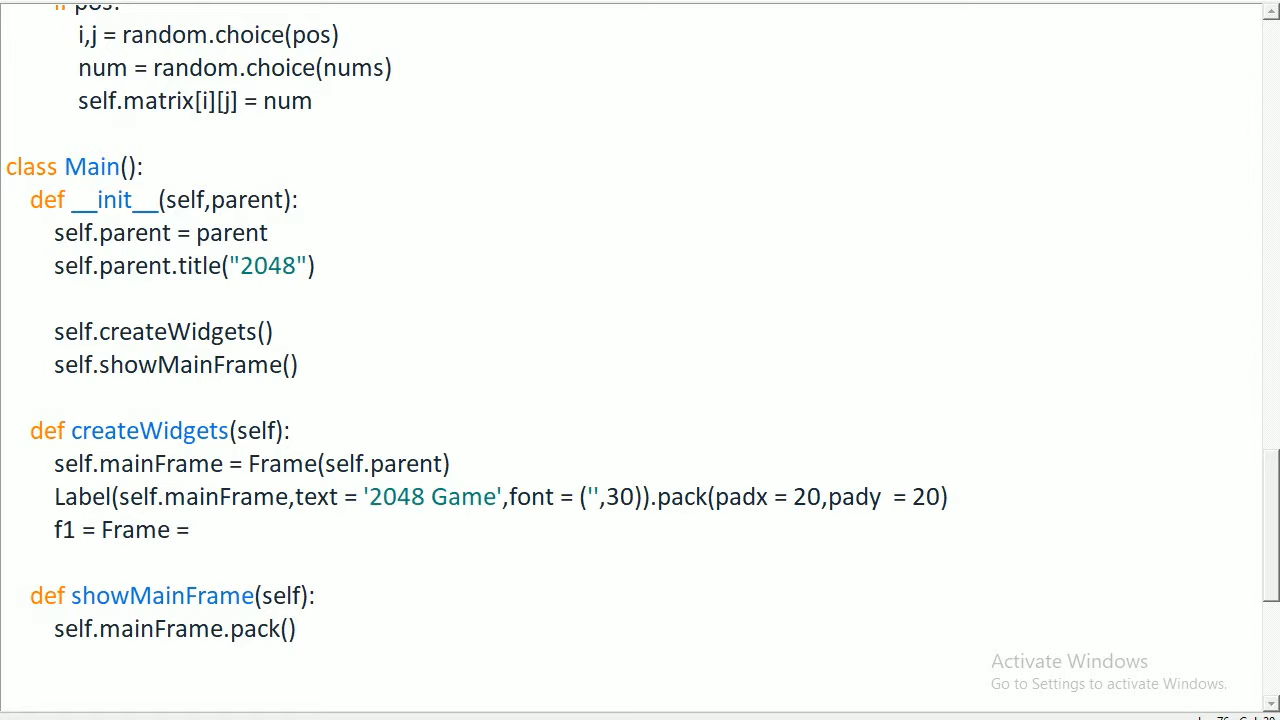 i,j = random.choice(pos)
num = random.choice(nums)
self.matrix[i][j] = num
class Main():
def __init__(self,parent):
self.parent = parent
self.parent.title("2048")
self.createWidgets()
self.showMainFrame()
def createWidgets(self):
self.mainFrame = Frame(self.parent)
Label(self.mainFrame,text = '2048 Game',font = ('',30)).pack(padx = 20,pady  = 20)
f1 = Frame =
def showMainFrame(self):
self.mainFrame.pack()
Activate Windows
Go to Settings to activate Windows.